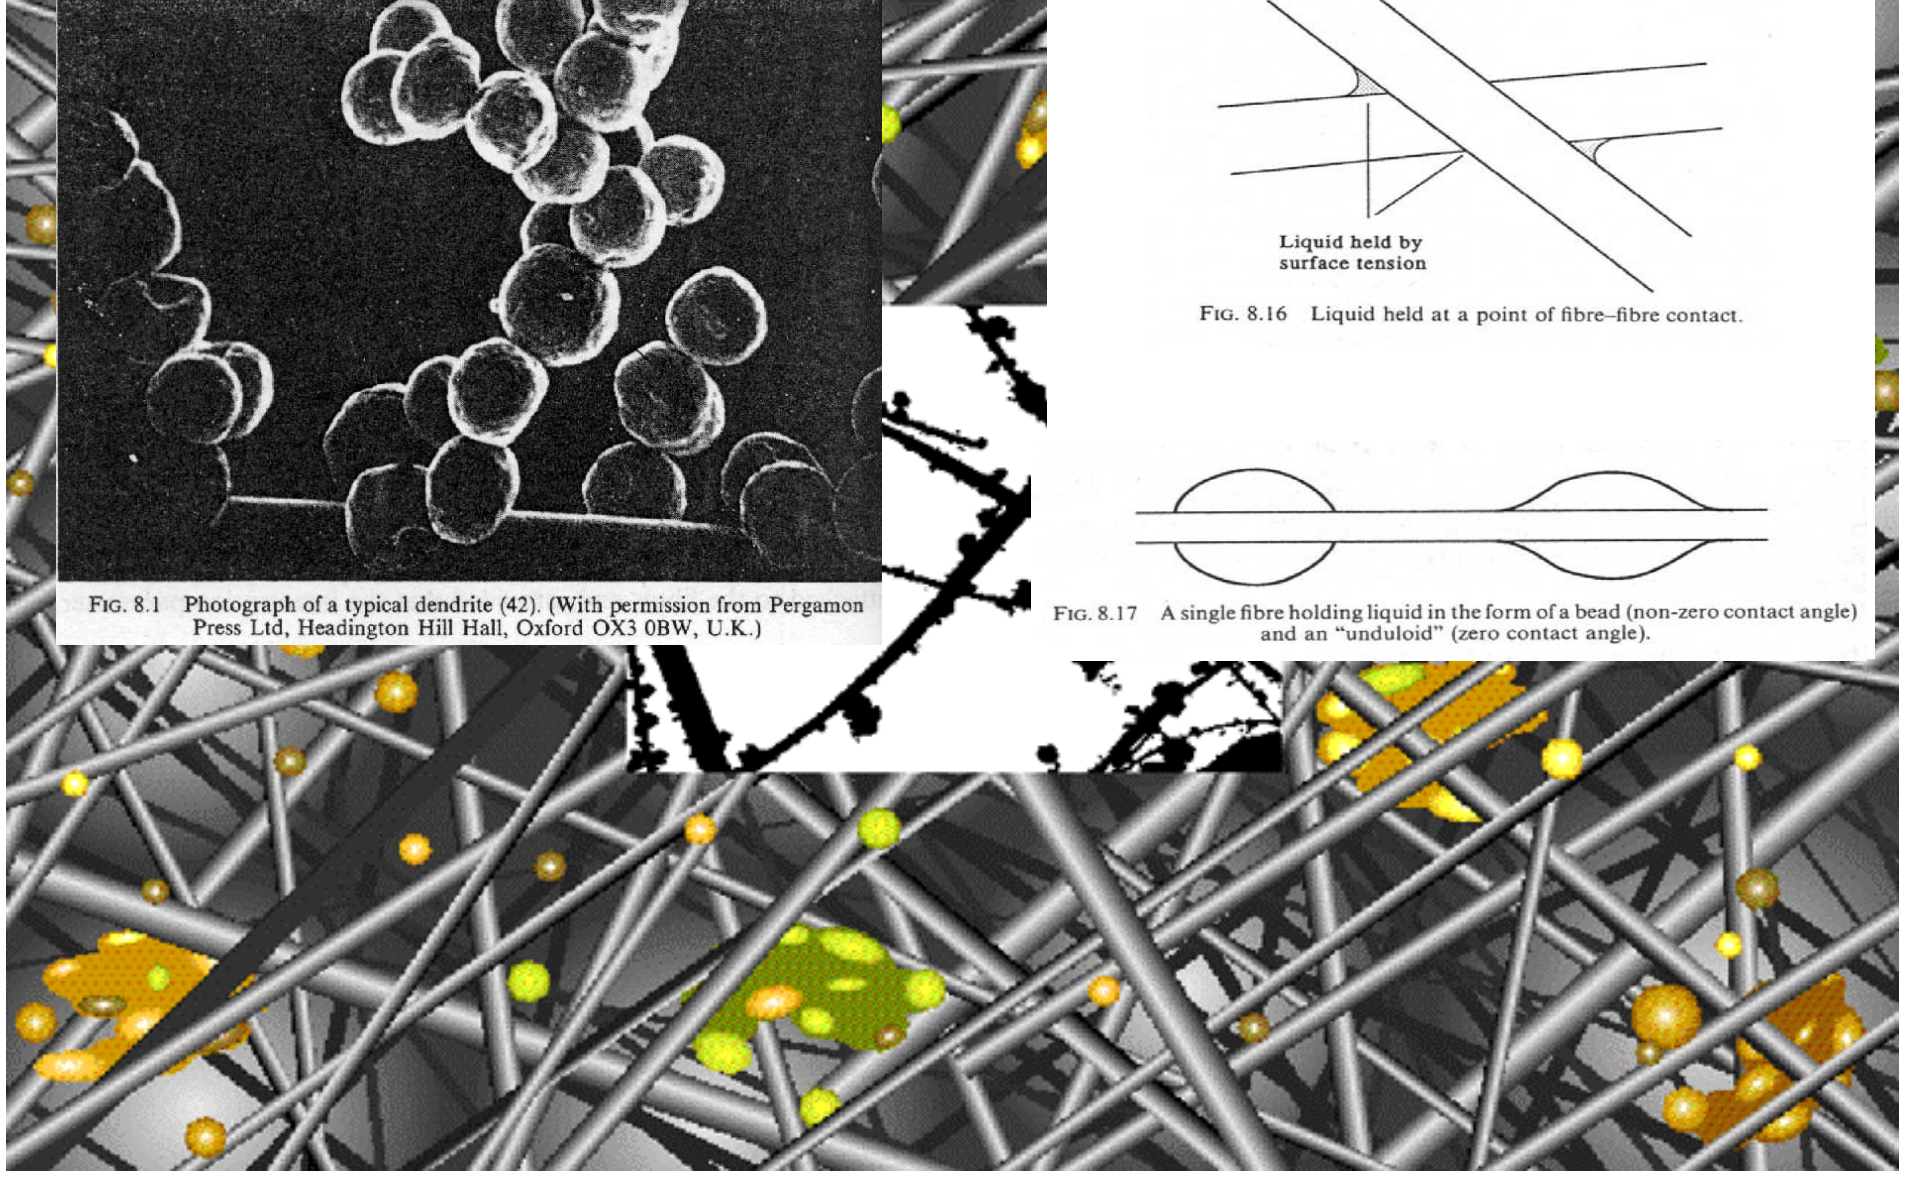 FIG. 8.1 Photograph of a typical dendrite (42). (With permission from Pergamon
Press Ltd, Headington Hill Hall, Oxford OX3 0BW, U.K.)
Liquid held by
surface tension
FIG. 8.16 Liquid held at a point of fibre–fibre contact.
FIG. 8.17 A single fibre holding liquid in the form of a bead (non-zero contact angle)
and an “unduloid” (zero contact angle).